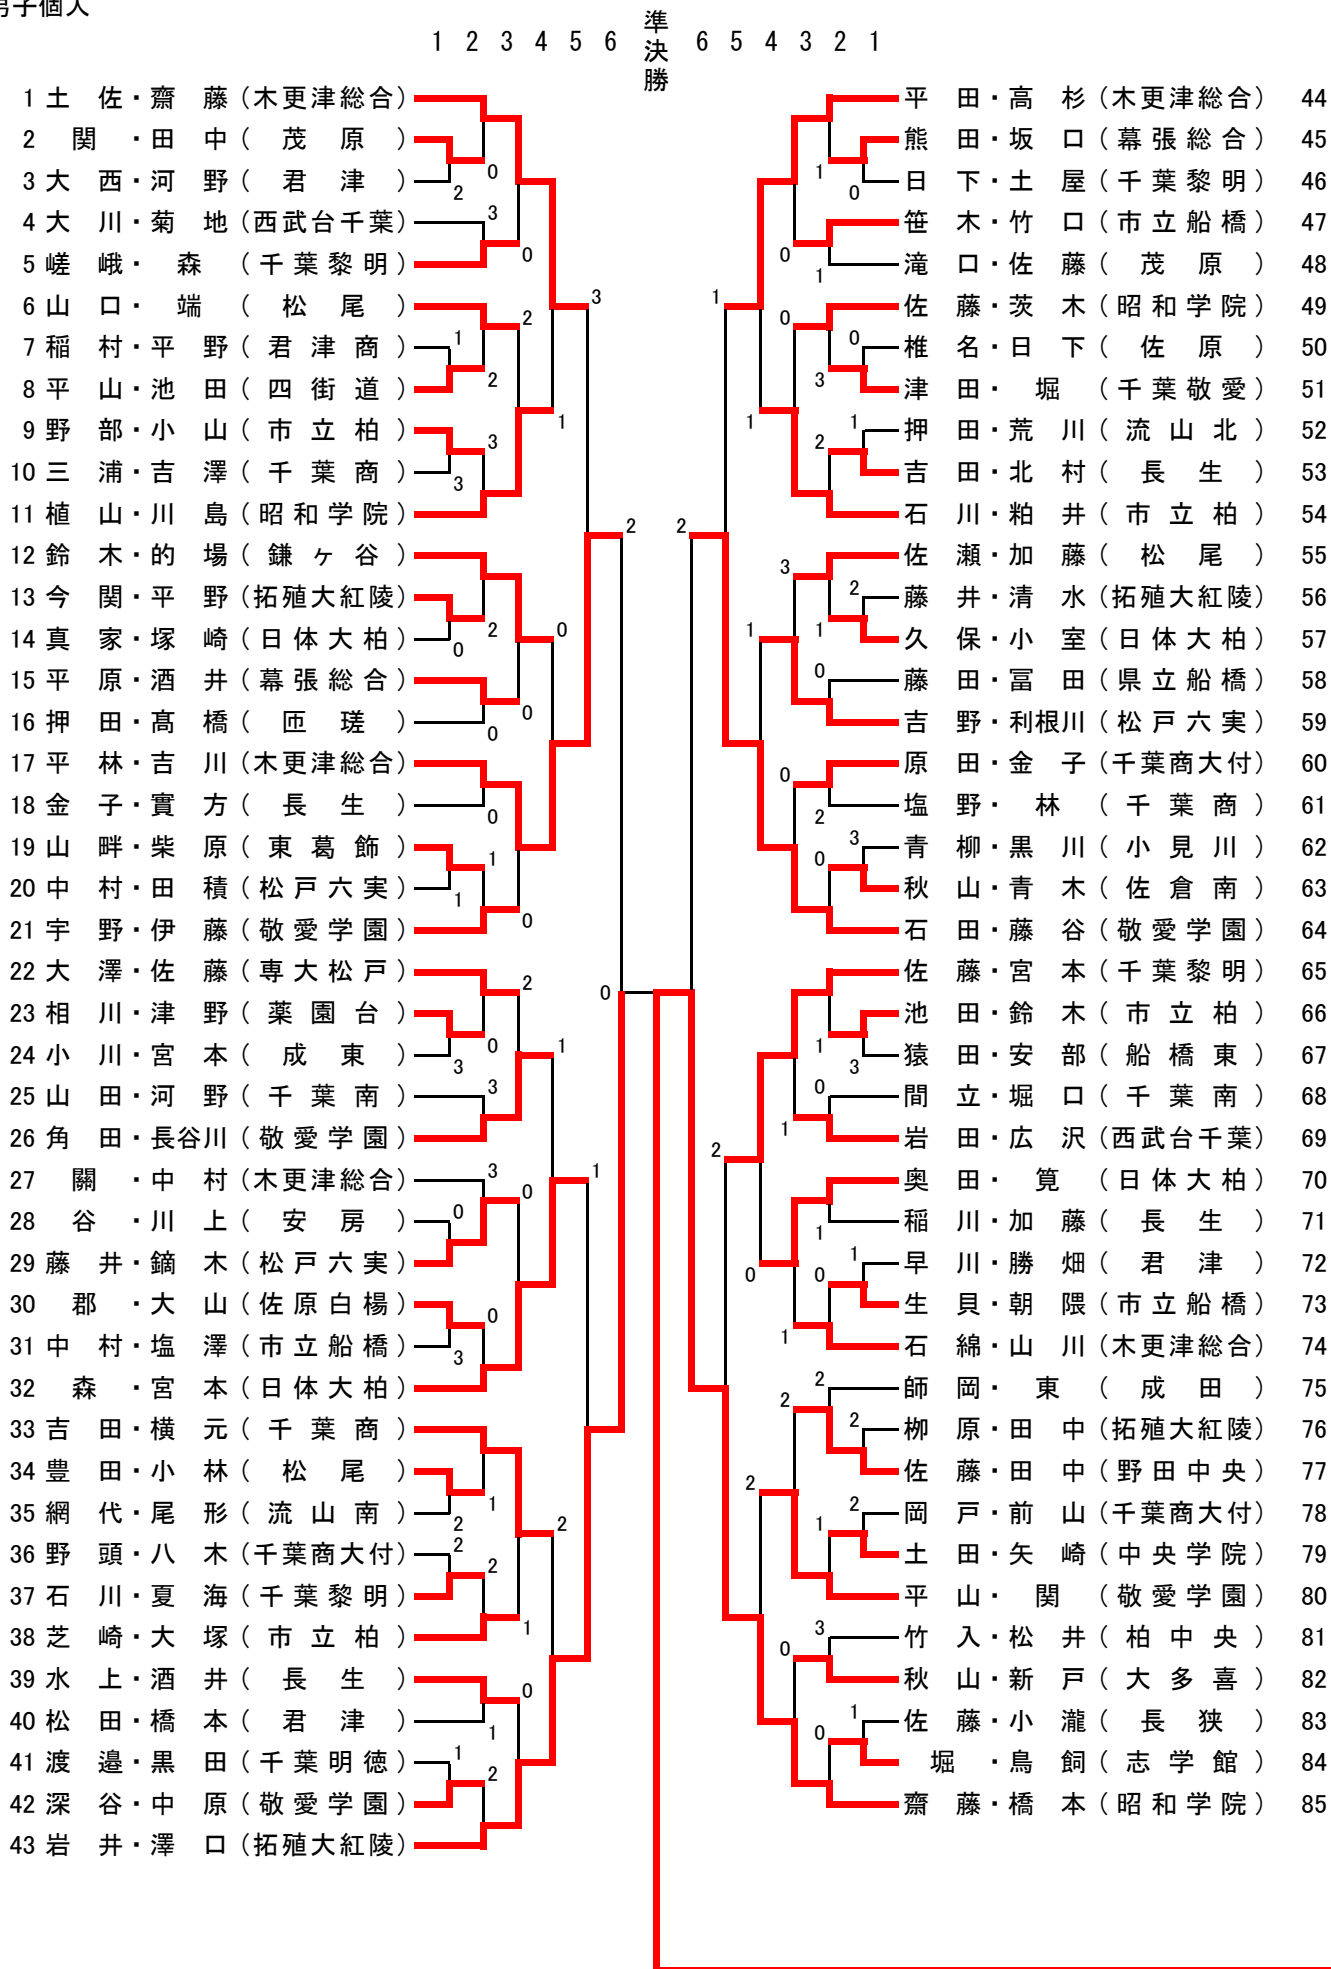 男子個人
1 2 3 4 5 6 準決勝 6 5 4 3 2 1
1 土 佐・齋 藤 (木更津総合)
2 関 ・田 中 ( 茂 原 )
3 大 西・河 野 ( 君 津 )
4 大 川・菊 地 (西武台千葉)
5 嵯 峨・ 森 (千葉黎明)
6 山 口・ 端 ( 松 尾 )
7 稲 村・平 野 ( 君 津 商 )
8 平 山・池 田 ( 四 街 道 )
9 野 部・小 山 ( 市 立 柏 )
10 三 浦・吉 澤 ( 千 葉 商 )
11 植 山・川 島 (昭和学院)
12 鈴 木・的 場 ( 鎌 ヶ 谷 )
13 今 関・平 野 (拓殖大紅陵)
14 真 家・塚 崎 (日体大柏)
15 平 原・酒 井 (幕張総合)
16 押 田・髙 橋 ( 匝 瑳 )
17 平 林・吉 川 (木更津総合)
18 金 子・實 方 ( 長 生 )
19 山 畔・柴 原 ( 東 葛 飾 )
20 中 村・田 積 (松戸六実)
21 宇 野・伊 藤 (敬愛学園)
22 大 澤・佐 藤 (専大松戸)
23 相 川・津 野 ( 薬 園 台 )
24 小 川・宮 本 ( 成 東 )
25 山 田・河 野 ( 千 葉 南 )
26 角 田・長谷川 (敬愛学園)
27 關 ・中 村 (木更津総合)
28 谷 ・川 上 ( 安 房 )
29 藤 井・鏑 木 (松戸六実)
30 郡 ・大 山 (佐原白楊)
31 中 村・塩 澤 (市立船橋)
32 森 ・宮 本 (日体大柏)
33 吉 田・横 元 ( 千 葉 商 )
34 豊 田・小 林 ( 松 尾 )
35 網 代・尾 形 ( 流 山 南 )
36 野 頭・八 木 (千葉商大付)
37 石 川・夏 海 (千葉黎明)
38 芝 崎・大 塚 ( 市 立 柏 )
39 水 上・酒 井 ( 長 生 )
40 松 田・橋 本 ( 君 津 )
41 渡 邉・黒 田 (千葉明徳)
42 深 谷・中 原 (敬愛学園)
43 岩 井・澤 口 (拓殖大紅陵)
平 田・高 杉 (木更津総合) 44
熊 田・坂 口 (幕張総合) 45
日 下・土 屋 (千葉黎明) 46
笹 木・竹 口 (市立船橋) 47
滝 口・佐 藤 ( 茂 原 ) 48
佐 藤・茨 木 (昭和学院) 49
椎 名・日 下 ( 佐 原 ) 50
津 田・ 堀 (千葉敬愛) 51
押 田・荒 川 ( 流 山 北 ) 52
吉 田・北 村 ( 長 生 ) 53
石 川・粕 井 ( 市 立 柏 ) 54
佐 瀬・加 藤 ( 松 尾 ) 55
藤 井・清 水 (拓殖大紅陵) 56
久 保・小 室 (日体大柏) 57
藤 田・冨 田 (県立船橋) 58
吉 野・利根川 (松戸六実) 59
原 田・金 子 (千葉商大付) 60
塩 野・ 林 ( 千 葉 商 ) 61
青 柳・黒 川 ( 小 見 川 ) 62
秋 山・青 木 ( 佐 倉 南 ) 63
石 田・藤 谷 (敬愛学園) 64
佐 藤・宮 本 (千葉黎明) 65
池 田・鈴 木 ( 市 立 柏 ) 66
猿 田・安 部 ( 船 橋 東 ) 67
間 立・堀 口 ( 千 葉 南 ) 68
岩 田・広 沢 (西武台千葉) 69
奥 田・ 筧 (日体大柏) 70
稲 川・加 藤 ( 長 生 ) 71
早 川・勝 畑 ( 君 津 ) 72
生 貝・朝 隈 (市立船橋) 73
石 綿・山 川 (木更津総合) 74
師 岡・ 東 ( 成 田 ) 75
栁 原・田 中 (拓殖大紅陵) 76
佐 藤・田 中 (野田中央) 77
岡 戸・前 山 (千葉商大付) 78
土 田・矢 崎 (中央学院) 79
平 山・ 関 (敬愛学園) 80
竹 入・松 井 ( 柏 中 央 ) 81
秋 山・新 戸 ( 大 多 喜 ) 82
佐 藤・小 瀧 ( 長 狭 ) 83
堀 ・鳥 飼 ( 志 学 館 ) 84
齋 藤・橋 本 (昭和学院) 85